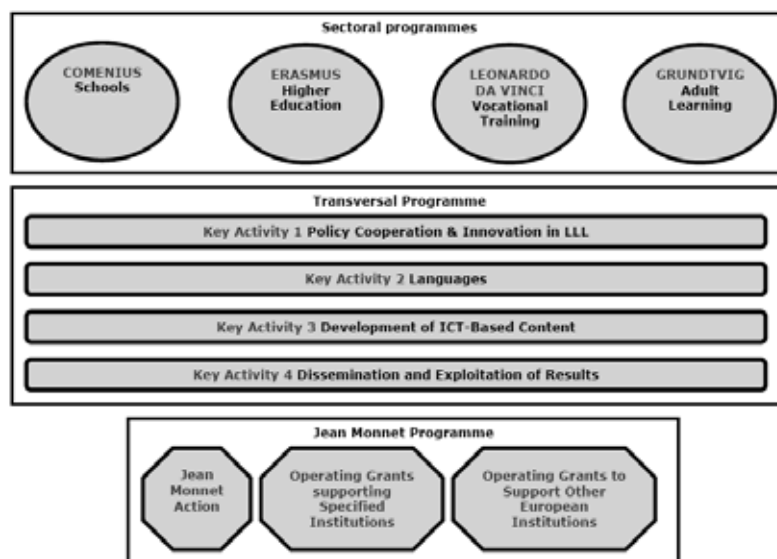 Sectoral programmes
COMENIUS
Schools
ERASMUS
Higher
Education
LEONARDO
DA VINCI
Vocational
Training
GRUNDTVIG
Adult
Learning
Transversal Programme
Key Activity 1 Policy Cooperation & Innovation in LLL
Key Activity 2 Languages
Key Activity 3 Development of ICT-Based Content
Key Activity 4 Dissemination and Exploitation of Results
Jean Monnet Programme
Jean
Monnet
Action
Operating Grants
supporting
Specified
Institutions
Operating Grants to
Support Other
European
Institutions